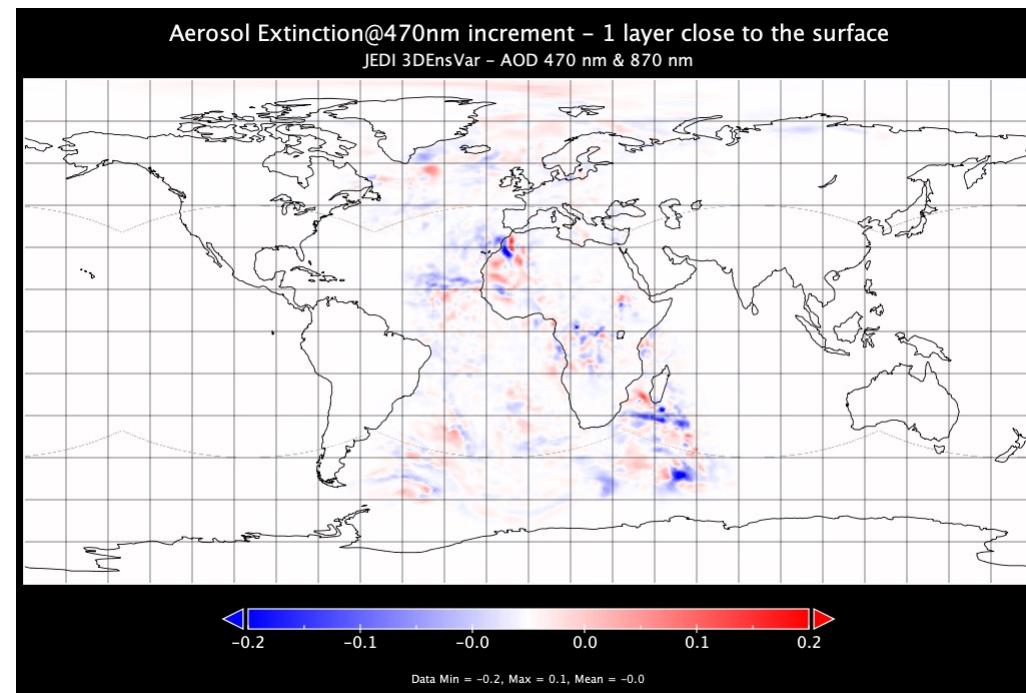 Aerosol Extinction@470nm increment – 1 layer close to the surface
JEDI 3DEnsVar – AOD 470 nm & 870 nm
−0.2 −0.1 −0.0 0.0 0.1 0.2
Data Min = −0.2, Max = 0.1, Mean = −0.0